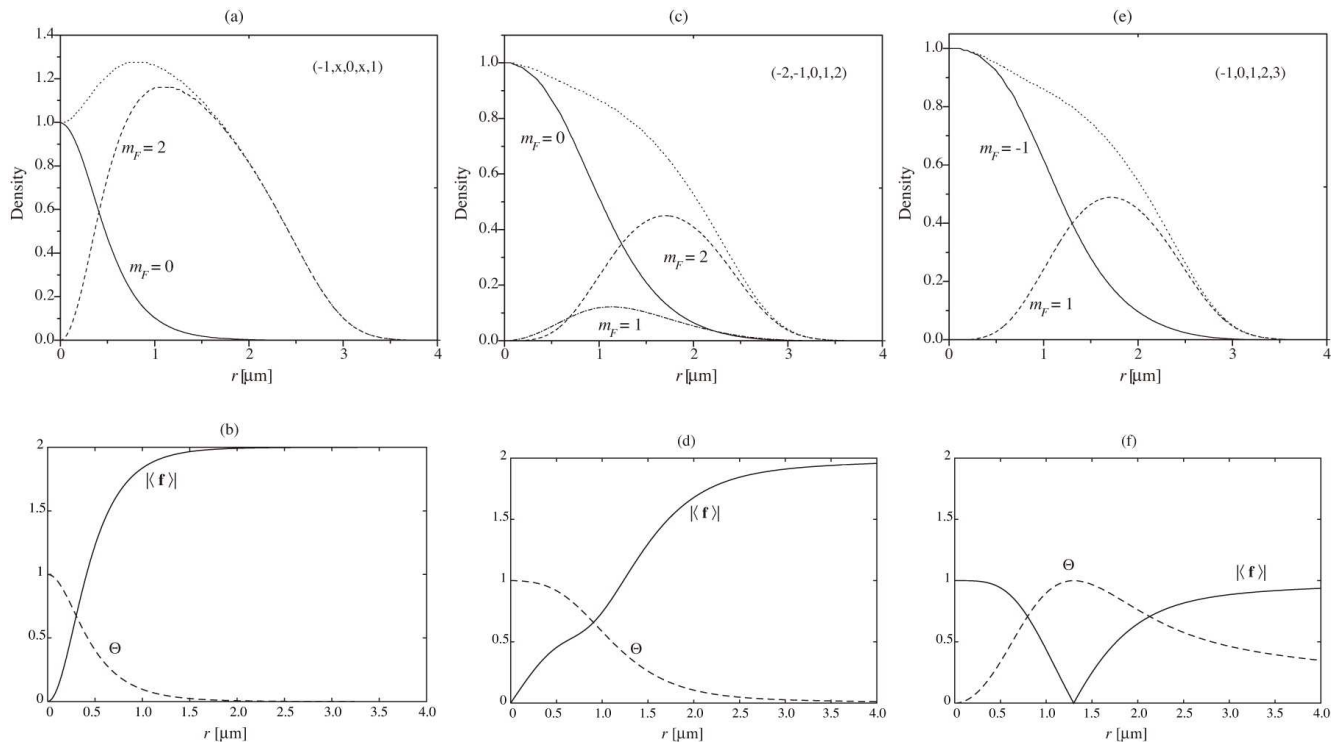 (a)
(-1,x,0,x,1)
m_F = 2
m_F = 0
Density
1.4
1.2
1.0
0.8
0.6
0.4
0.2
0.0
0 1 2 3 4
r [μm]
(c)
(-2,-1,0,1,2)
m_F = 0
m_F = 2
m_F = 1
Density
1.0
0.8
0.6
0.4
0.2
0.0
0 1 2 3 4
r [μm]
(e)
(-1,0,1,2,3)
m_F = -1
m_F = 1
Density
1.0
0.8
0.6
0.4
0.2
0.0
0 1 2 3 4
r [μm]
(b)
|⟨ f ⟩|
Θ
2
1.5
1
0.5
0
0 0.5 1.0 1.5 2.0 2.5 3.0 3.5 4.0
r [μm]
(d)
|⟨ f ⟩|
Θ
2
1.5
1
0.5
0
0 0.5 1.0 1.5 2.0 2.5 3.0 3.5 4.0
r [μm]
(f)
Θ
|⟨ f ⟩|
2
1.5
1
0.5
0
0 0.5 1.0 1.5 2.0 2.5 3.0 3.5 4.0
r [μm]